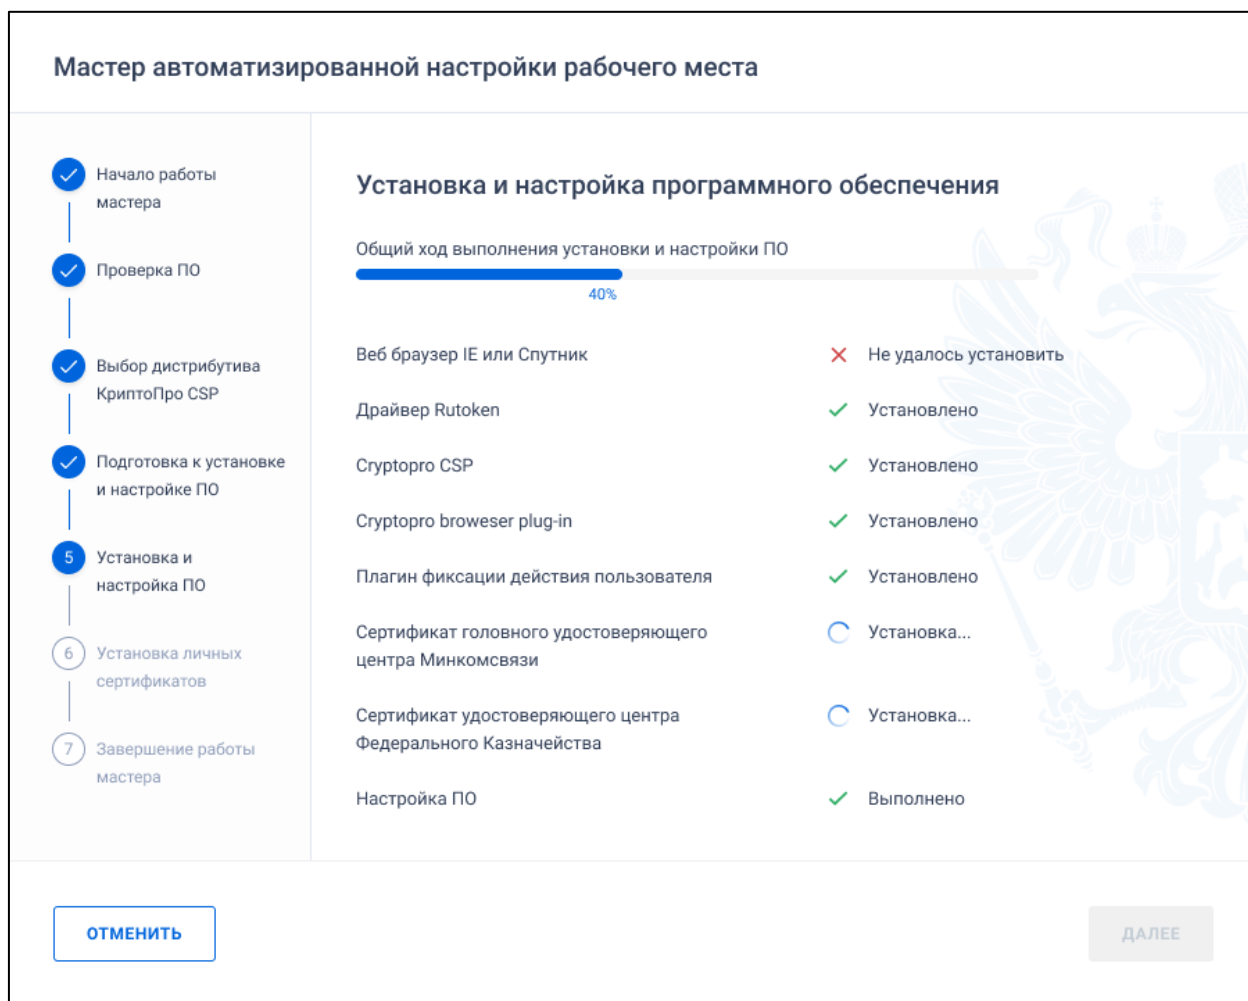 Мастер автоматизированной настройки рабочего места
Начало работы
мастера
Проверка ПО
Выбор дистрибутива
КриптоПро CSP
Подготовка к установке
и настройке ПО
5
Установка и
настройка ПО
6
Установка личных
сертификатов
7
Завершение работы
мастера
Установка и настройка программного обеспечения
Общий ход выполнения установки и настройки ПО
40%
Веб браузер IE или Спутник Не удалось установить
Драйвер Rutoken Установлено
Cryptopro CSP Установлено
Cryptopro broweser plug-in Установлено
Плагин фиксации действия пользователя Установлено
Сертификат головного удостоверяющего Установка...
центра Минкомсвязи
Сертификат удостоверяющего центра Установка...
Федерального Казначейства
Настройка ПО Выполнено
ОТМЕНИТЬ
ДАЛЕЕ